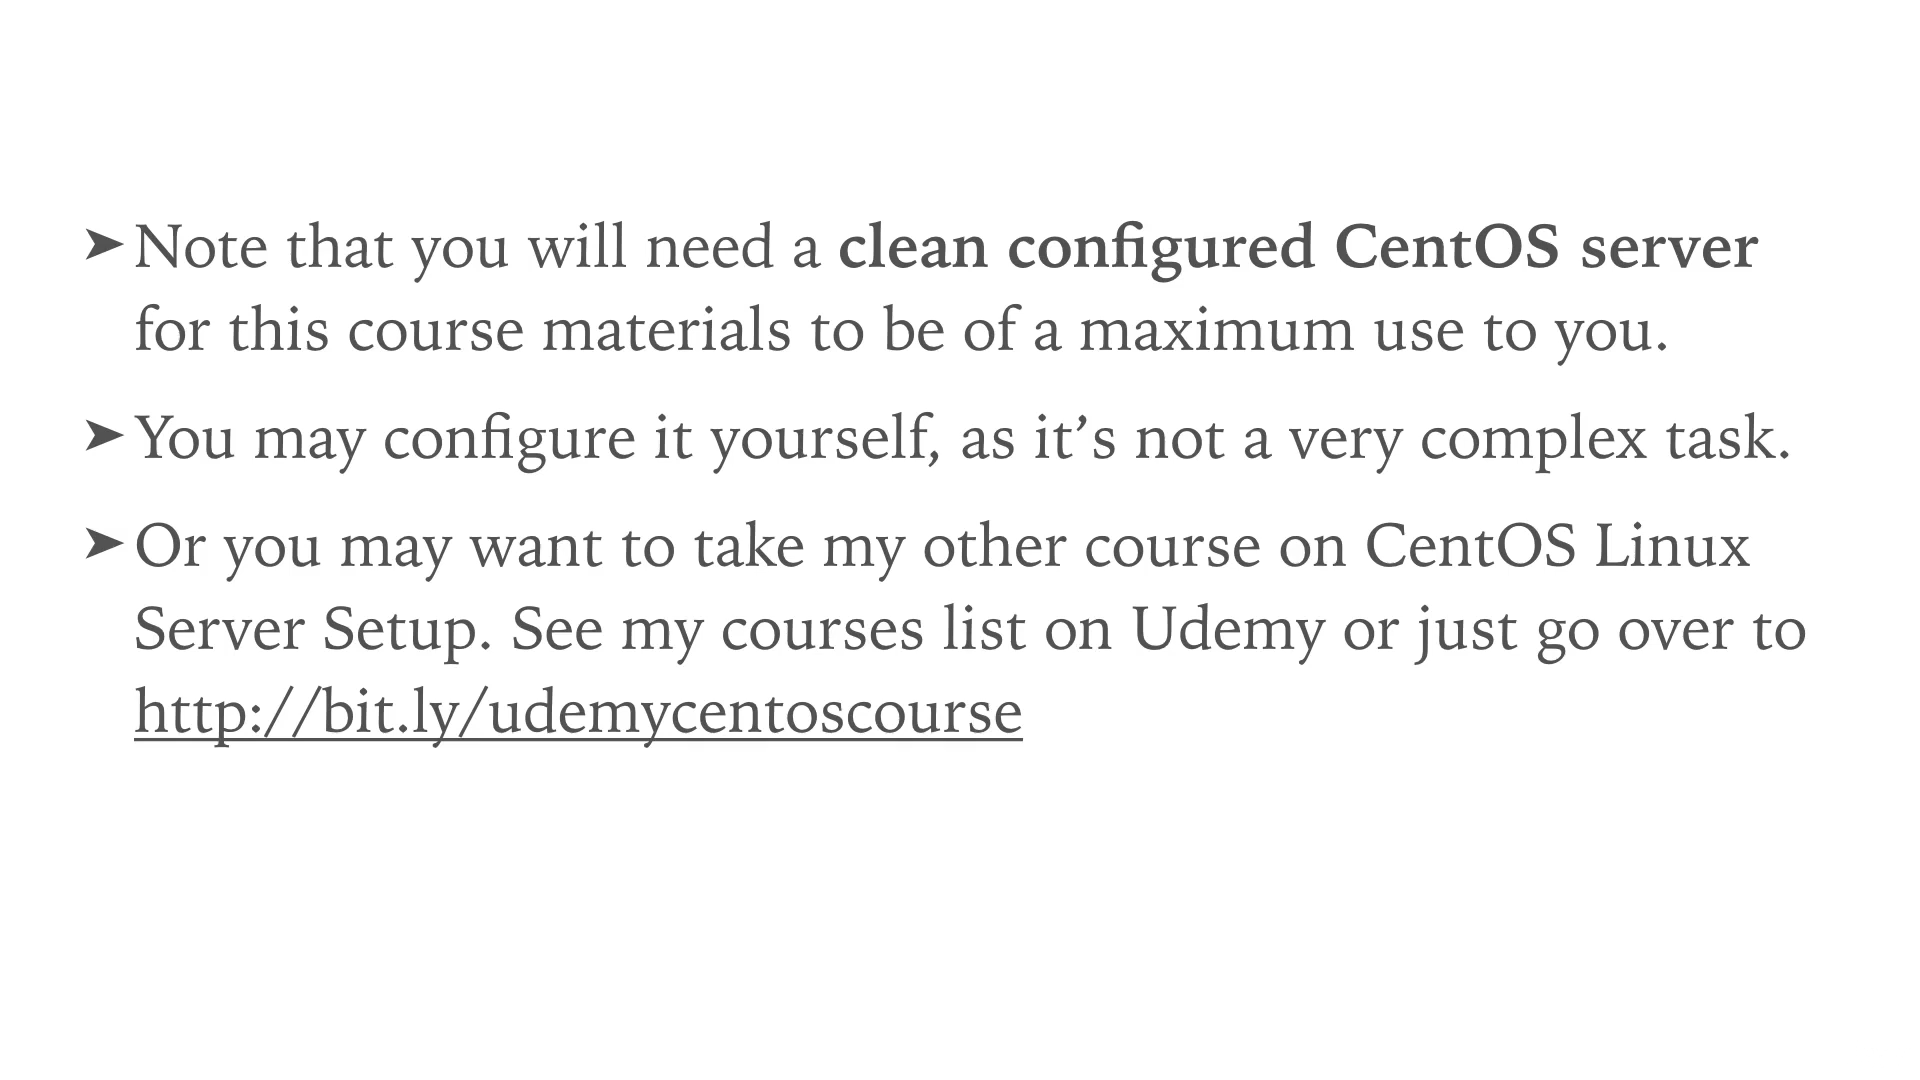 ➤ Note that you will need a clean configured CentOS server
for this course materials to be of a maximum use to you.
➤ You may configure it yourself, as it’s not a very complex task.
➤ Or you may want to take my other course on CentOS Linux
Server Setup. See my courses list on Udemy or just go over to
http://bit.ly/udemycentoscourse